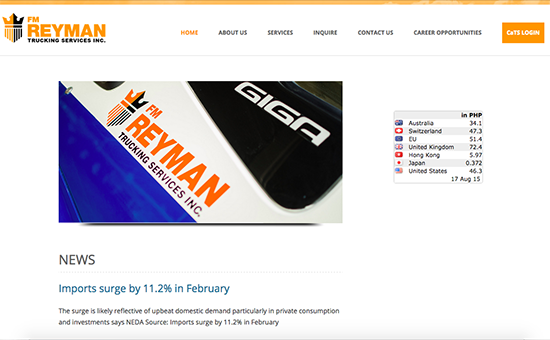 FM
REYMAN
TRUCKING SERVICES INC.
HOME ABOUT US SERVICES INQUIRE CONTACT US CAREER OPPORTUNITIES CeTS LOGIN
GIGA
FM
REYMAN
TRUCKING SERVICES INC.
in PHP
Australia 34.1
Switzerland 47.3
EU 51.4
United Kingdom 72.4
Hong Kong 5.97
Japan 0.372
United States 46.3
17 Aug 15
NEWS
Imports surge by 11.2% in February
The surge is likely reflective of upbeat domestic demand particularly in private consumption
and investments says NEDA Source: Imports surge by 11.2% in February